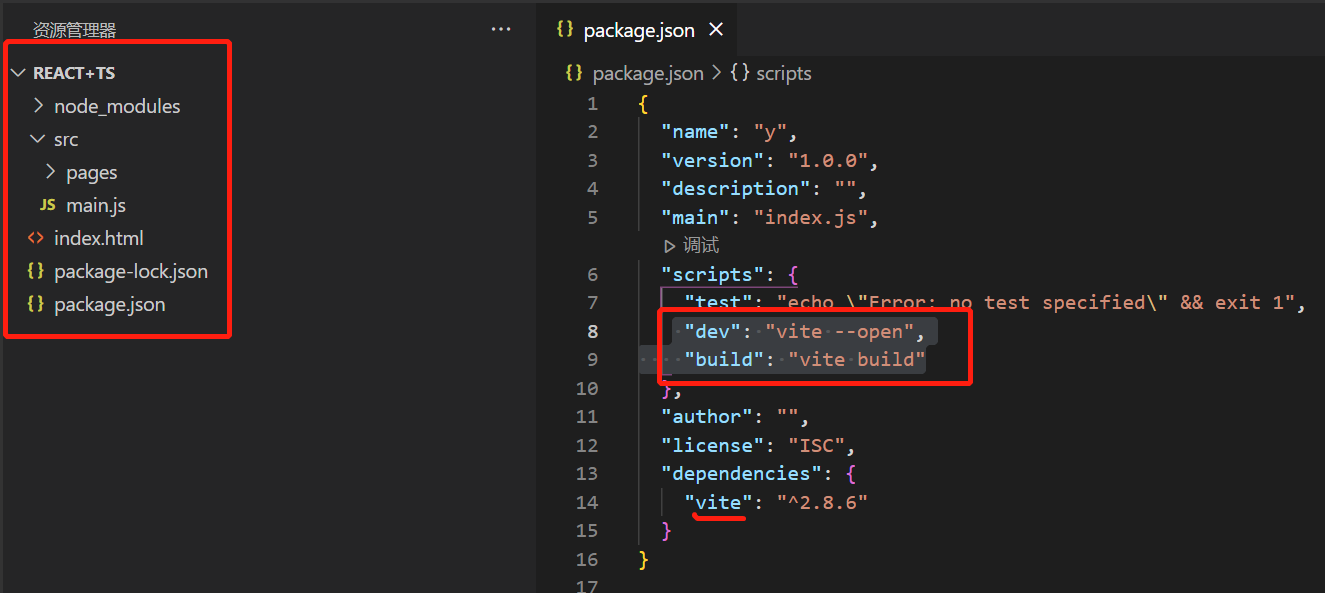 资源管理器
···
REACT+TS
node_modules
src
pages
JS main.js
<> index.html
{} package-lock.json
{} package.json
{} package.json ×
{} package.json > {} scripts
1 {
2 "name": "y",
3 "version": "1.0.0",
4 "description": "",
5 "main": "index.js",
调试
6 "scripts": {
7 "test": "echo \"Error: no test specified\" && exit 1",
8 "dev": "vite --open",
9 "build": "vite build"
10 },
11 "author": "",
12 "license": "ISC",
13 "dependencies": {
14 "vite": "^2.8.6"
15 }
16 }
17